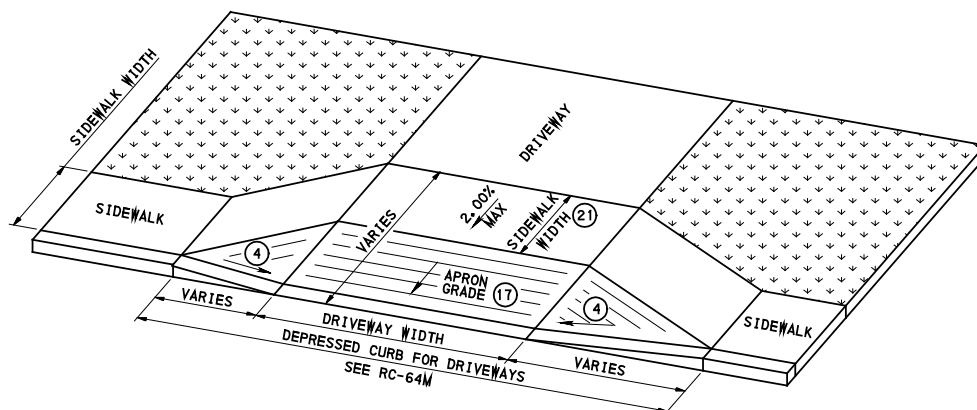 SIDEWALK WIDTH
DRIVEWAY
2.00%
MAX
SIDEWALK
WIDTH 21
SIDEWALK
VARIES
4
APRON
GRADE 17
4
SIDEWALK
VARIES
DRIVEWAY WIDTH
DEPRESSED CURB FOR DRIVEWAYS
SEE RC-64M
VARIES